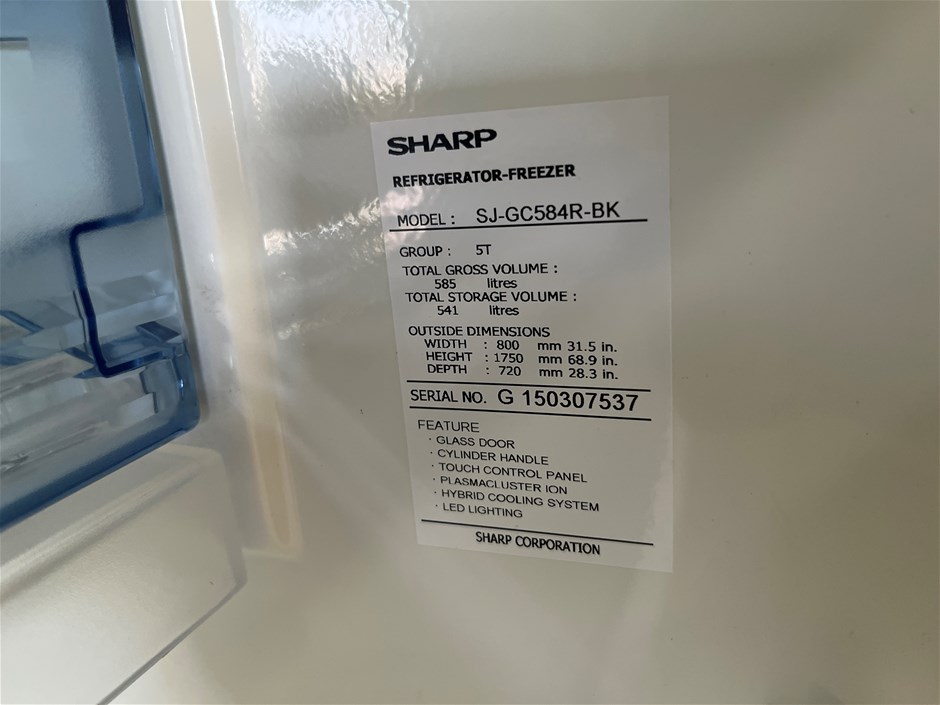 SHARP
REFRIGERATOR-FREEZER
MODEL : SJ-GC584R-BK
GROUP : 5T
TOTAL GROSS VOLUME :
585 litres
TOTAL STORAGE VOLUME :
541 litres
OUTSIDE DIMENSIONS
WIDTH : 800 mm 31.5 in.
HEIGHT : 1750 mm 68.9 in.
DEPTH : 720 mm 28.3 in.
SERIAL NO. G 150307537
FEATURE
· GLASS DOOR
· CYLINDER HANDLE
· TOUCH CONTROL PANEL
· PLASMACLUSTER ION
· HYBRID COOLING SYSTEM
· LED LIGHTING
SHARP CORPORATION